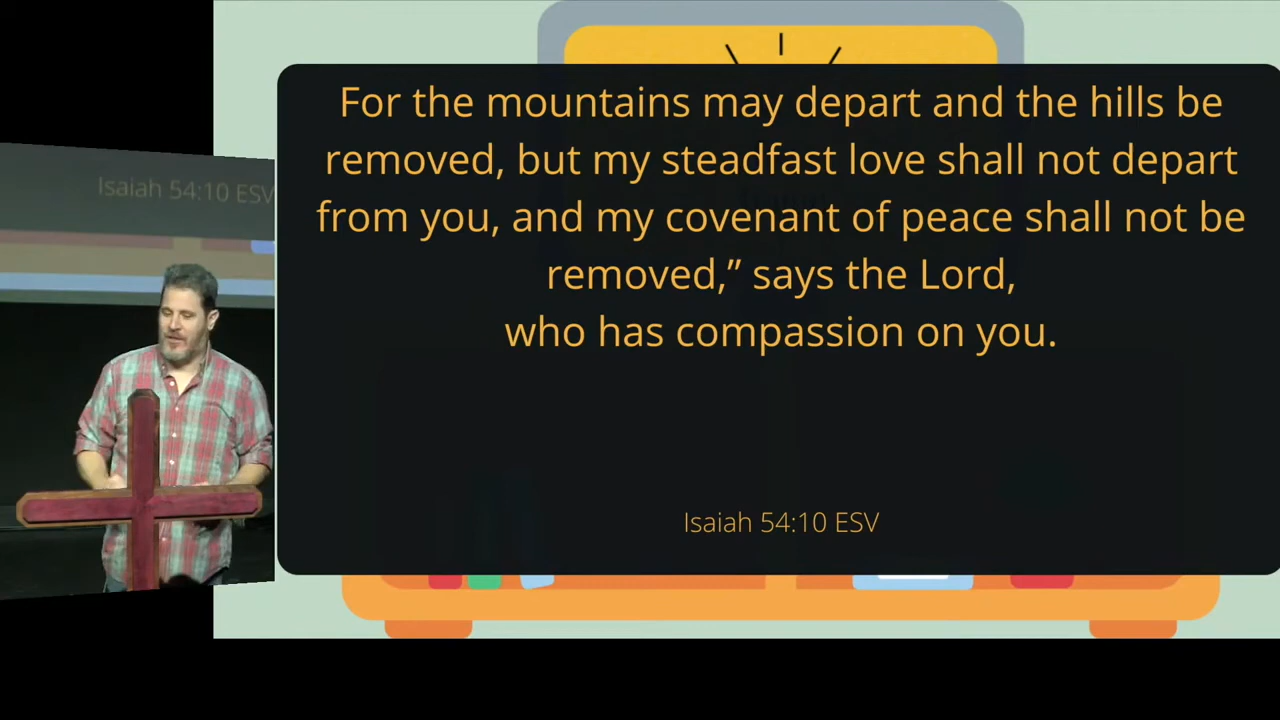 For the mountains may depart and the hills be
removed, but my steadfast love shall not depart
from you, and my covenant of peace shall not be
removed,” says the Lord,
who has compassion on you.
Isaiah 54:10 ESV
Isaiah 54:10 ESV